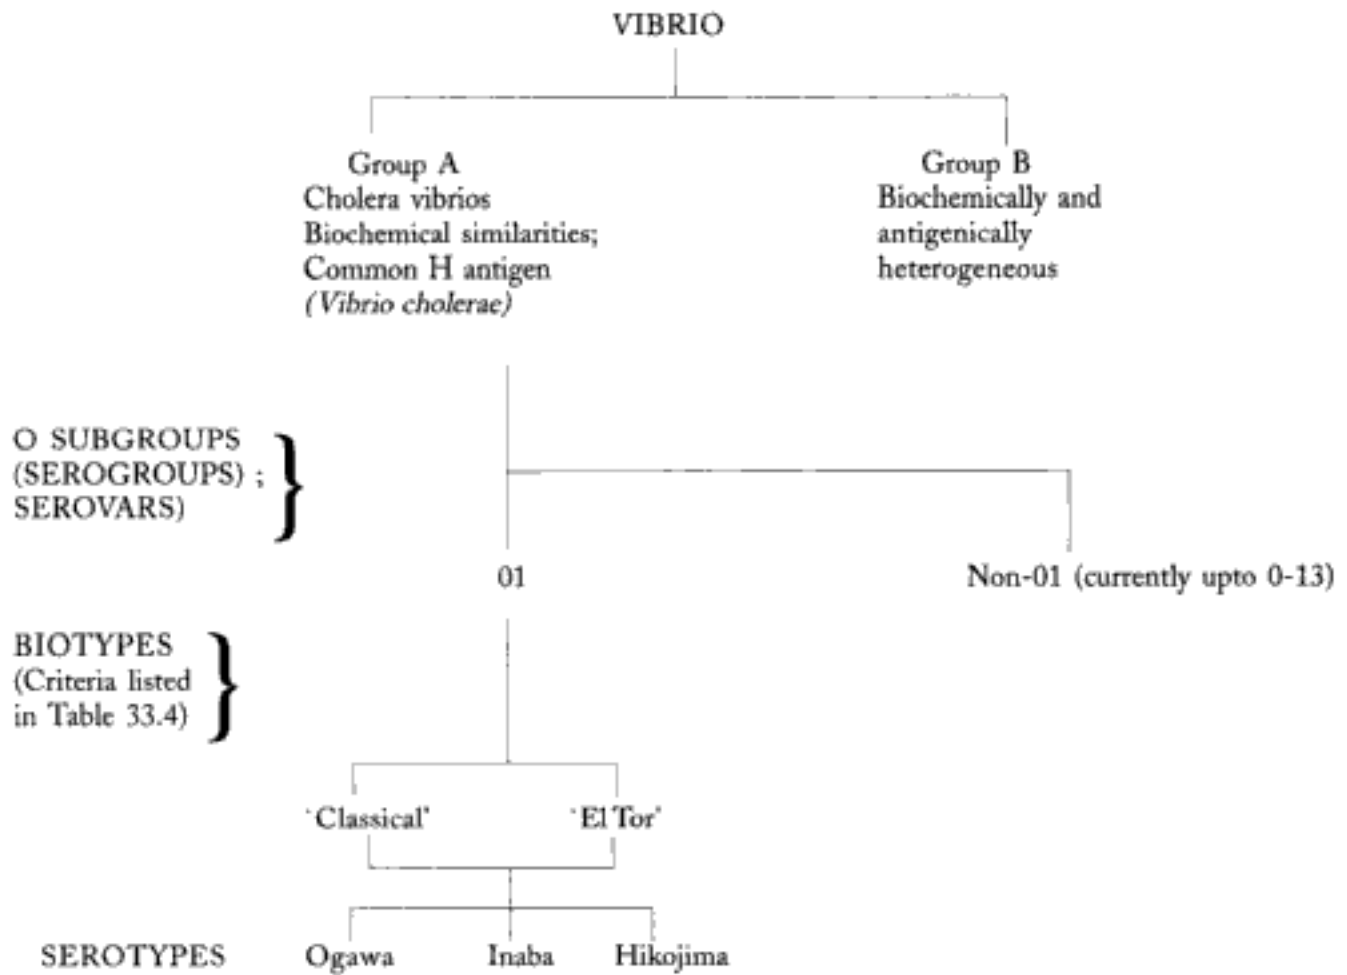 VIBRIO
Group A
Cholera vibrios
Biochemical similarities;
Common H antigen
(Vibrio cholerae)
Group B
Biochemically and
antigenically
heterogeneous
O SUBGROUPS
(SEROGROUPS) ;
SEROVARS)
01
Non-01 (currently upto 0-13)
BIOTYPES
(Criteria listed
in Table 33.4)
'Classical'
'El Tor'
SEROTYPES
Ogawa
Inaba
Hikojima